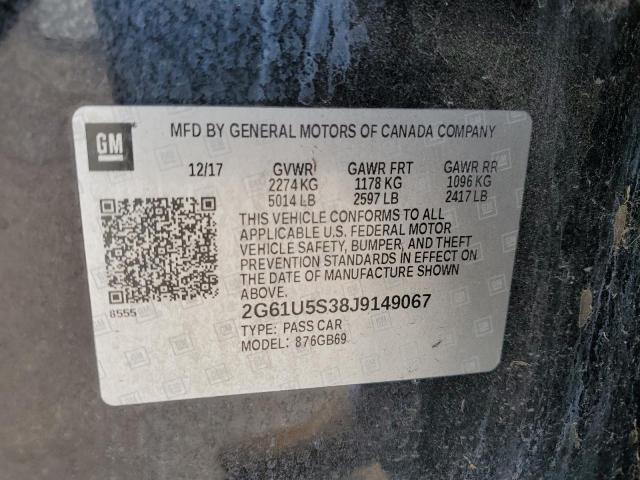 GM
MFD BY GENERAL MOTORS OF CANADA COMPANY
12/17 GVWR GAWR FRT GAWR RR
2274 KG 1178 KG 1096 KG
5014 LB 2597 LB 2417 LB
THIS VEHICLE CONFORMS TO ALL
APPLICABLE U.S. FEDERAL MOTOR
VEHICLE SAFETY, BUMPER, AND THEFT
PREVENTION STANDARDS IN EFFECT ON
THE DATE OF MANUFACTURE SHOWN
ABOVE.
8555
2G61U5S38J9149067
TYPE: PASS CAR
MODEL: 876GB69